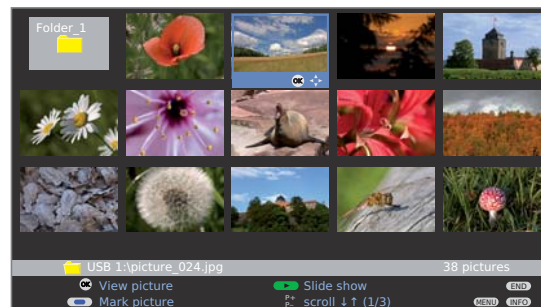 Folder_1
OK
USB 1:\picture_024.jpg 38 pictures
OK View picture Slide show END
Mark picture P+ P- scroll ↓↑ (1/3) MENU INFO